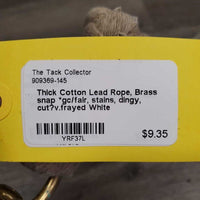 The Tack Collector
909369-145
Thick Cotton Lead Rope, Brass
snap *gc/fair, stains, dingy,
cut?v.frayed White
$9.35
YRF37L